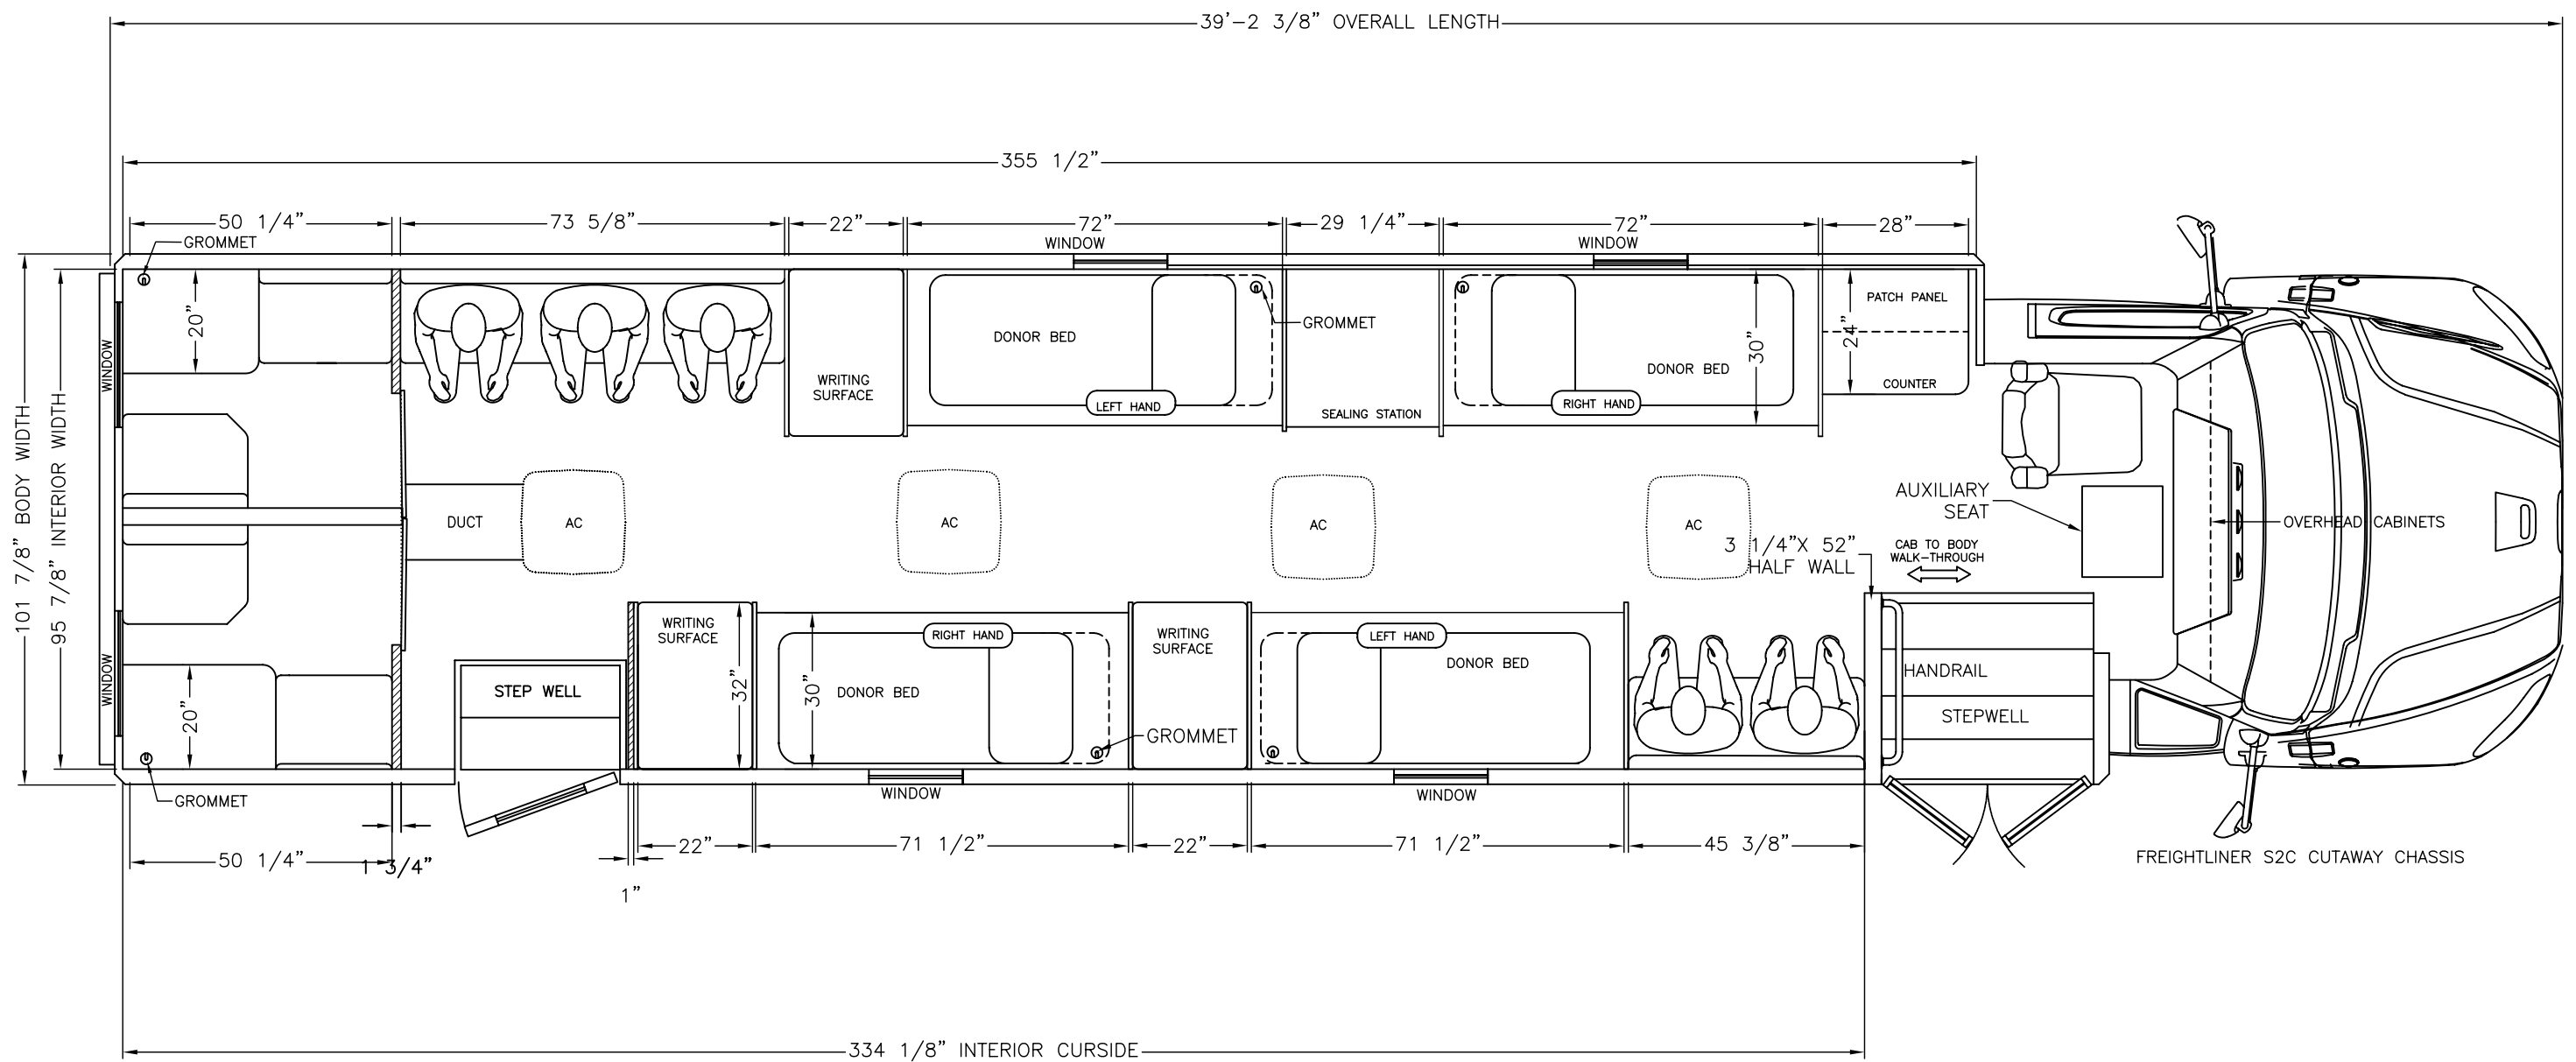 39'-2 3/8" OVERALL LENGTH
355 1/2"
50 1/4"
73 5/8"
22"
72"
29 1/4"
72"
28"
GROMMET
WINDOW
WINDOW
101 7/8" BODY WIDTH
95 7/8" INTERIOR WIDTH
WINDOW
20"
WRITING
SURFACE
DONOR BED
LEFT HAND
GROMMET
SEALING STATION
DONOR BED
RIGHT HAND
30"
24"
PATCH PANEL
COUNTER
DUCT
AC
AC
AC
AC
AUXILIARY
SEAT
OVERHEAD CABINETS
3 1/4"X 52"
HALF WALL
CAB TO BODY
WALK-THROUGH
WINDOW
20"
STEP WELL
WRITING
SURFACE
32"
30"
RIGHT HAND
DONOR BED
WRITING
SURFACE
GROMMET
LEFT HAND
DONOR BED
HANDRAIL
STEPWELL
GROMMET
WINDOW
WINDOW
50 1/4"
1 3/4"
1"
22"
71 1/2"
22"
71 1/2"
45 3/8"
FREIGHTLINER S2C CUTAWAY CHASSIS
334 1/8" INTERIOR CURSIDE